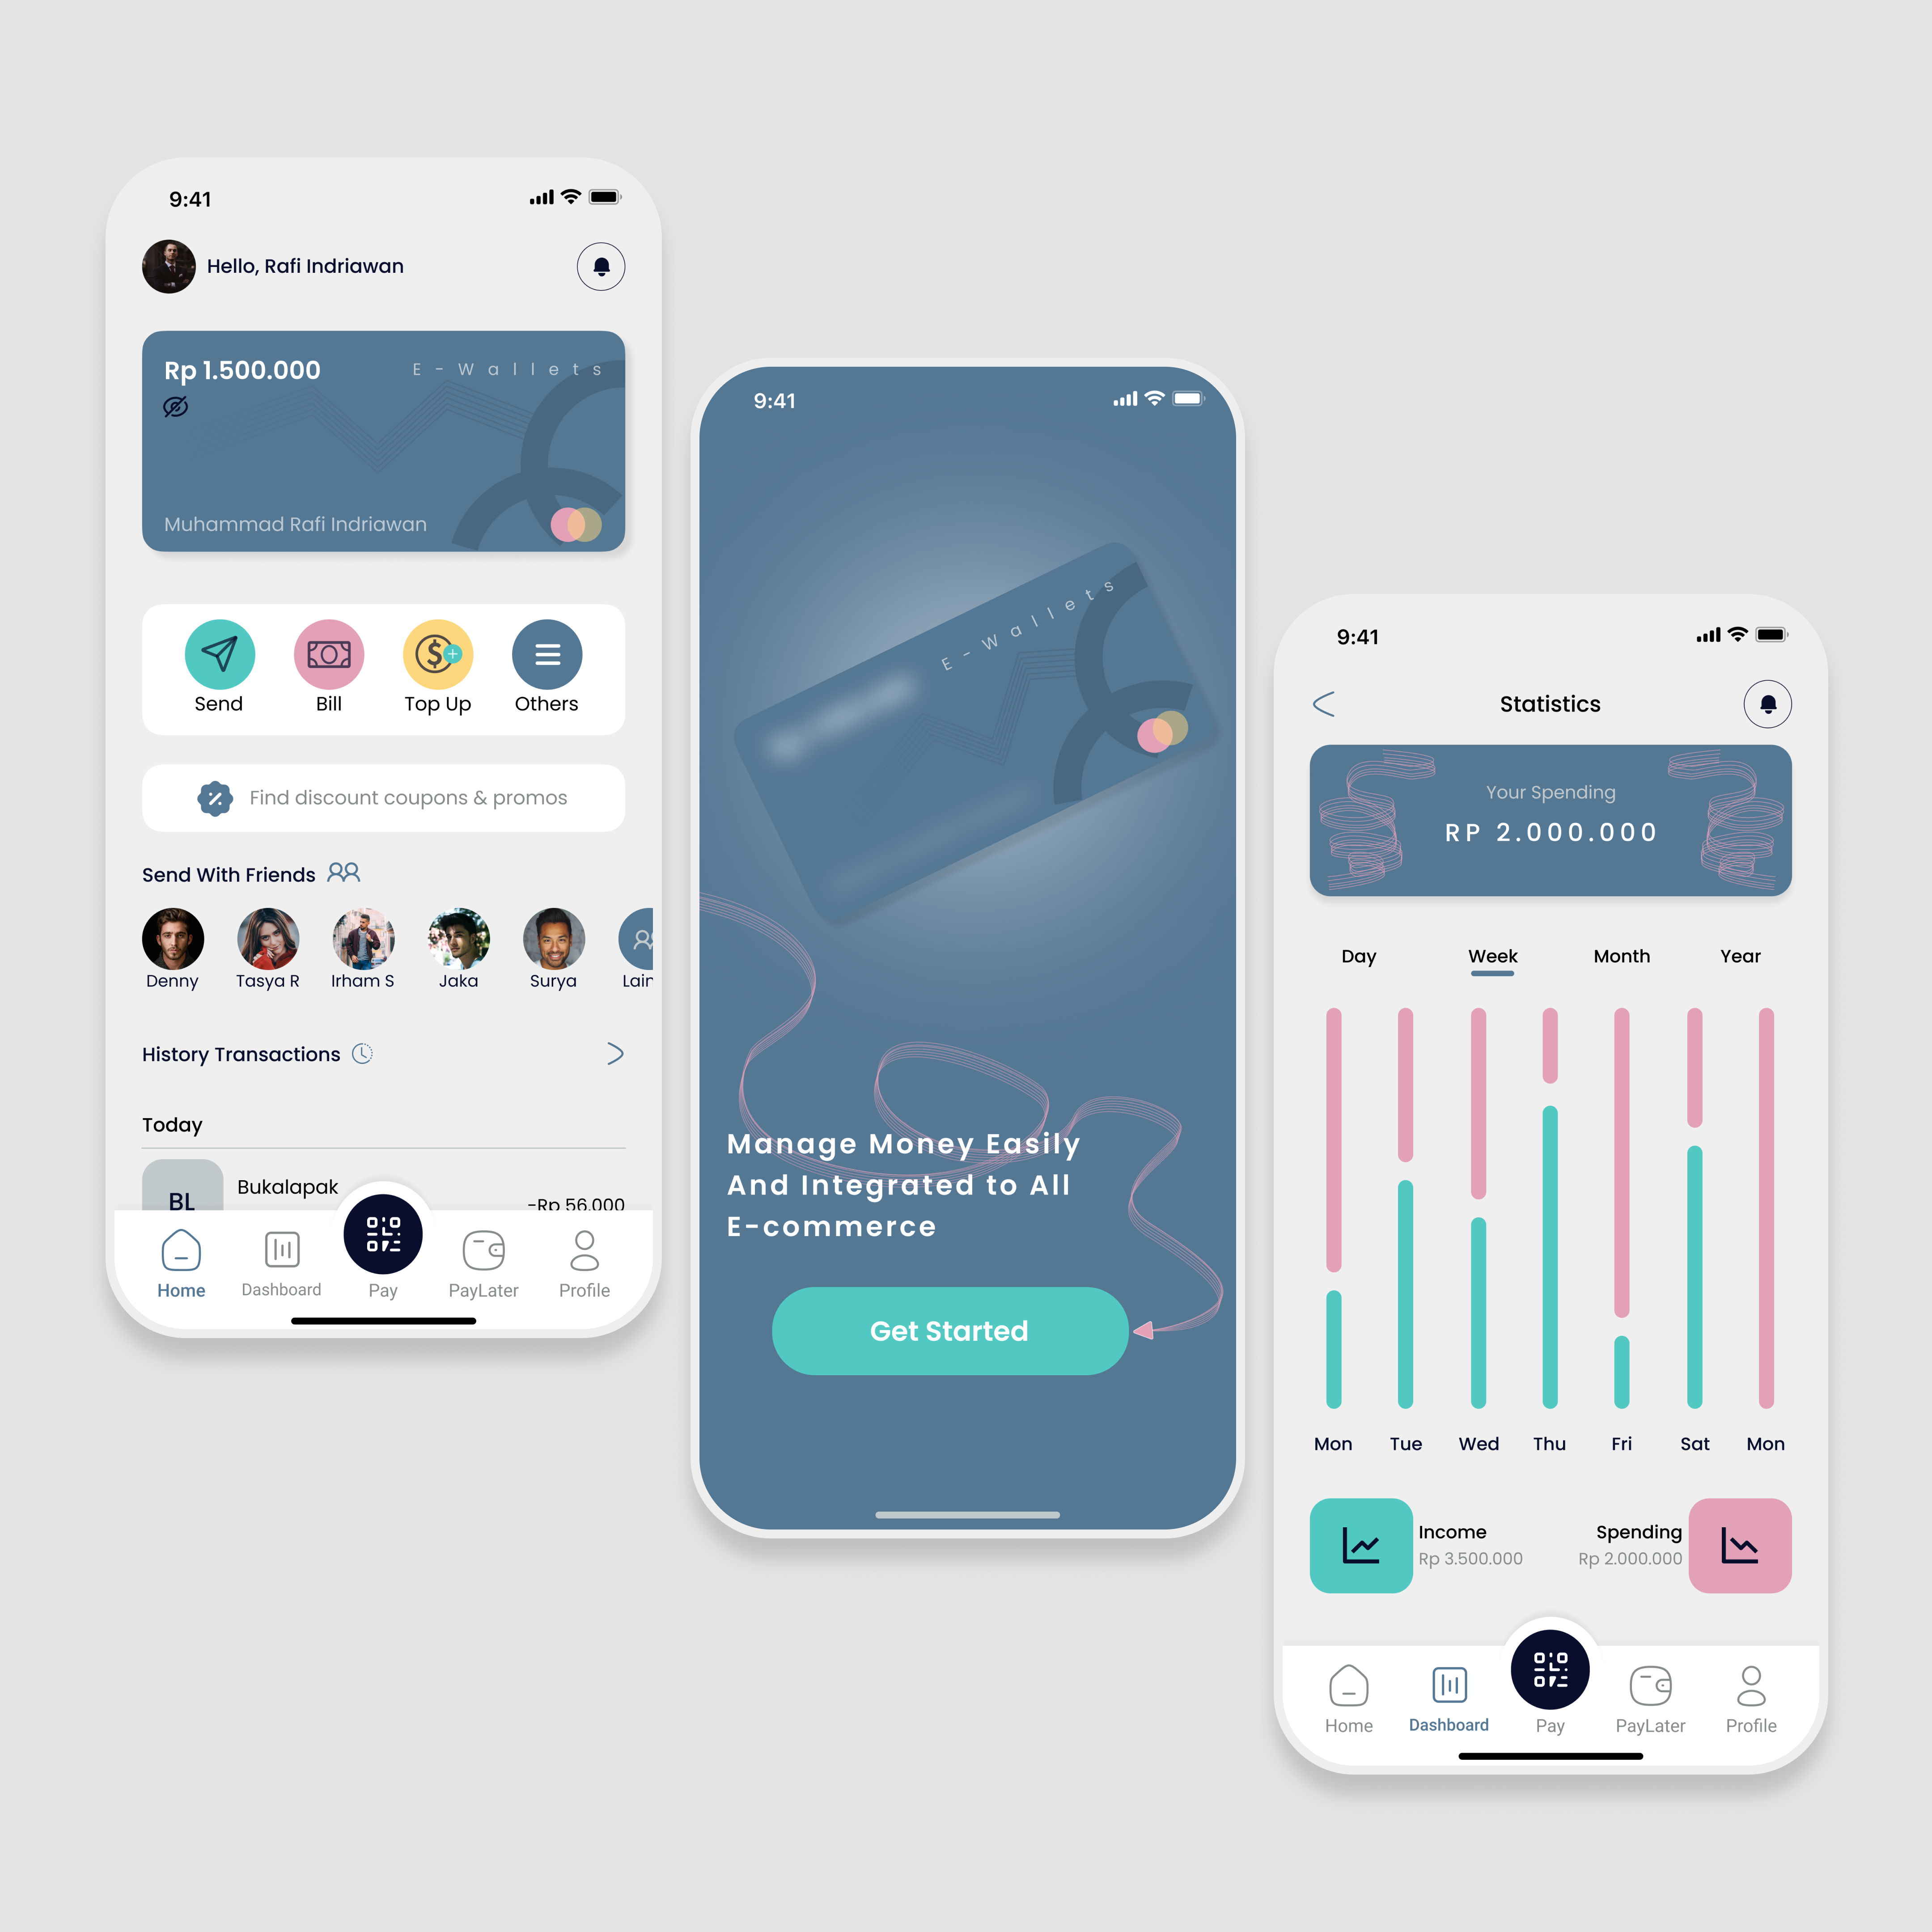 9:41
Hello, Rafi Indriawan
Rp 1.500.000
E - Wallets
Muhammad Rafi Indriawan
Send
Bill
Top Up
Others
Find discount coupons & promos
Send With Friends
Denny
Tasya R
Irham S
Jaka
Surya
Lain
History Transactions
Today
BL
Bukalapak
-Rp 56.000
Home
Dashboard
Pay
PayLater
Profile
9:41
E - Wallets
Manage Money Easily
And Integrated to All
E-commerce
Get Started
9:41
Statistics
Your Spending
RP 2.000.000
Day
Week
Month
Year
Mon
Tue
Wed
Thu
Fri
Sat
Mon
Income
Rp 3.500.000
Spending
Rp 2.000.000
Home
Dashboard
Pay
PayLater
Profile